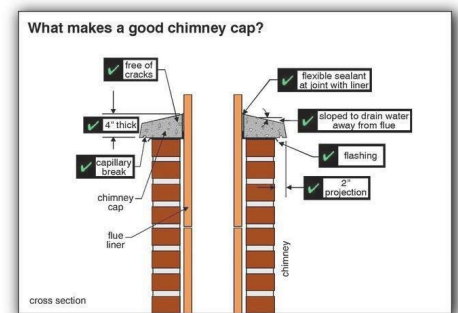 What makes a good chimney cap?
free of
cracks
4" thick
capillary
break
chimney
cap
flue
liner
flexible sealant
at joint with liner
sloped to drain water
away from flue
flashing
2"
projection
chimney
cross section